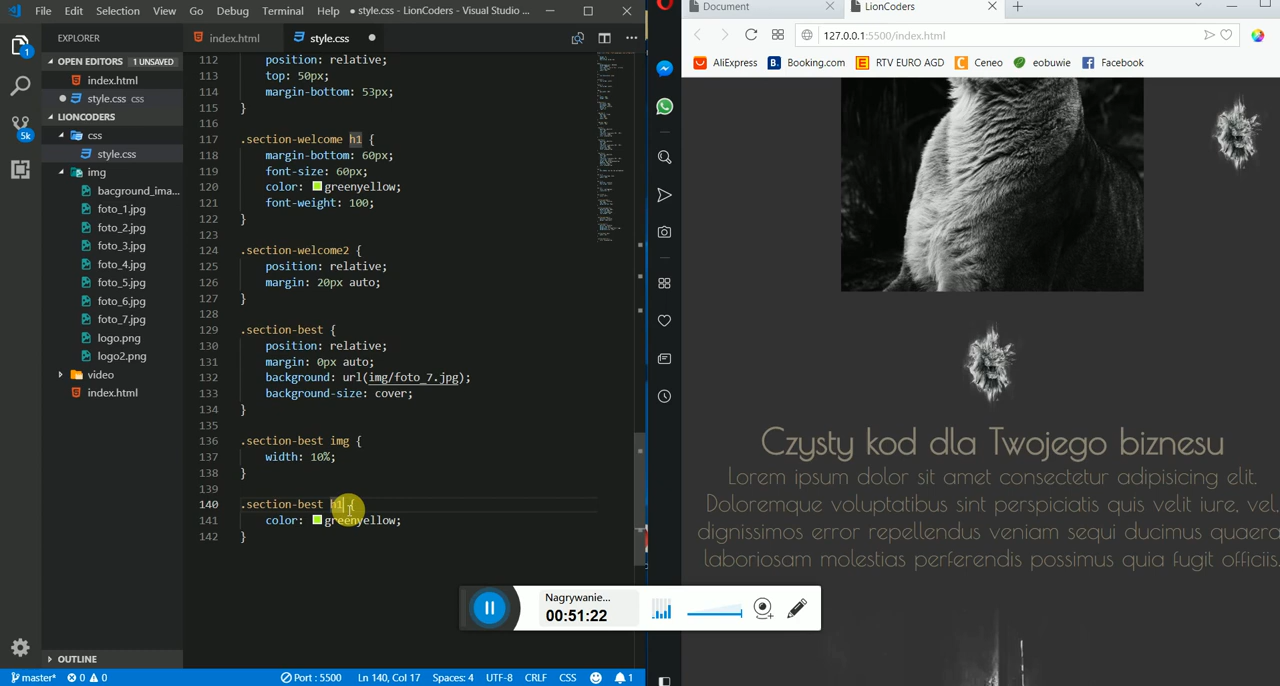 File Edit Selection View Go Debug Terminal Help ● style.css - LionCoders - Visual Studio ...
EXPLORER
index.html
style.css
OPEN EDITORS 1 UNSAVED
index.html
style.css css
LIONCODERS
css
style.css
img
bacground_ima...
foto_1.jpg
foto_2.jpg
foto_3.jpg
foto_4.jpg
foto_5.jpg
foto_6.jpg
foto_7.jpg
logo.png
logo2.png
video
index.html
OUTLINE
1
5k
112 position: relative;
113 top: 50px;
114 margin-bottom: 53px;
115 }
116
117 .section-welcome h1 {
118 margin-bottom: 60px;
119 font-size: 60px;
120 color: greenyellow;
121 font-weight: 100;
122 }
123
124 .section-welcome2 {
125 position: relative;
126 margin: 20px auto;
127 }
128
129 .section-best {
130 position: relative;
131 margin: 0px auto;
132 background: url(img/foto_7.jpg);
133 background-size: cover;
134 }
135
136 .section-best img {
137 width: 10%;
138 }
139
140 .section-best h1 {
141 color: greenyellow;
142 }
master* 0 0 Port : 5500 Ln 140, Col 17 Spaces: 4 UTF-8 CRLF CSS 1
Document
LionCoders
127.0.0.1:5500/index.html
AliExpress Booking.com RTV EURO AGD Ceneo eobuwie Facebook
Czysty kod dla Twojego biznesu
Lorem ipsum dolor sit amet consectetur adipisicing elit.
Doloremque voluptatibus sint perspiciatis quis velit iure, vel,
dignissimos error repellendus veniam sequi ducimus quaera
laboriosam molestias perferendis possimus quia fugit officiis.
Nagrywanie...
00:51:22